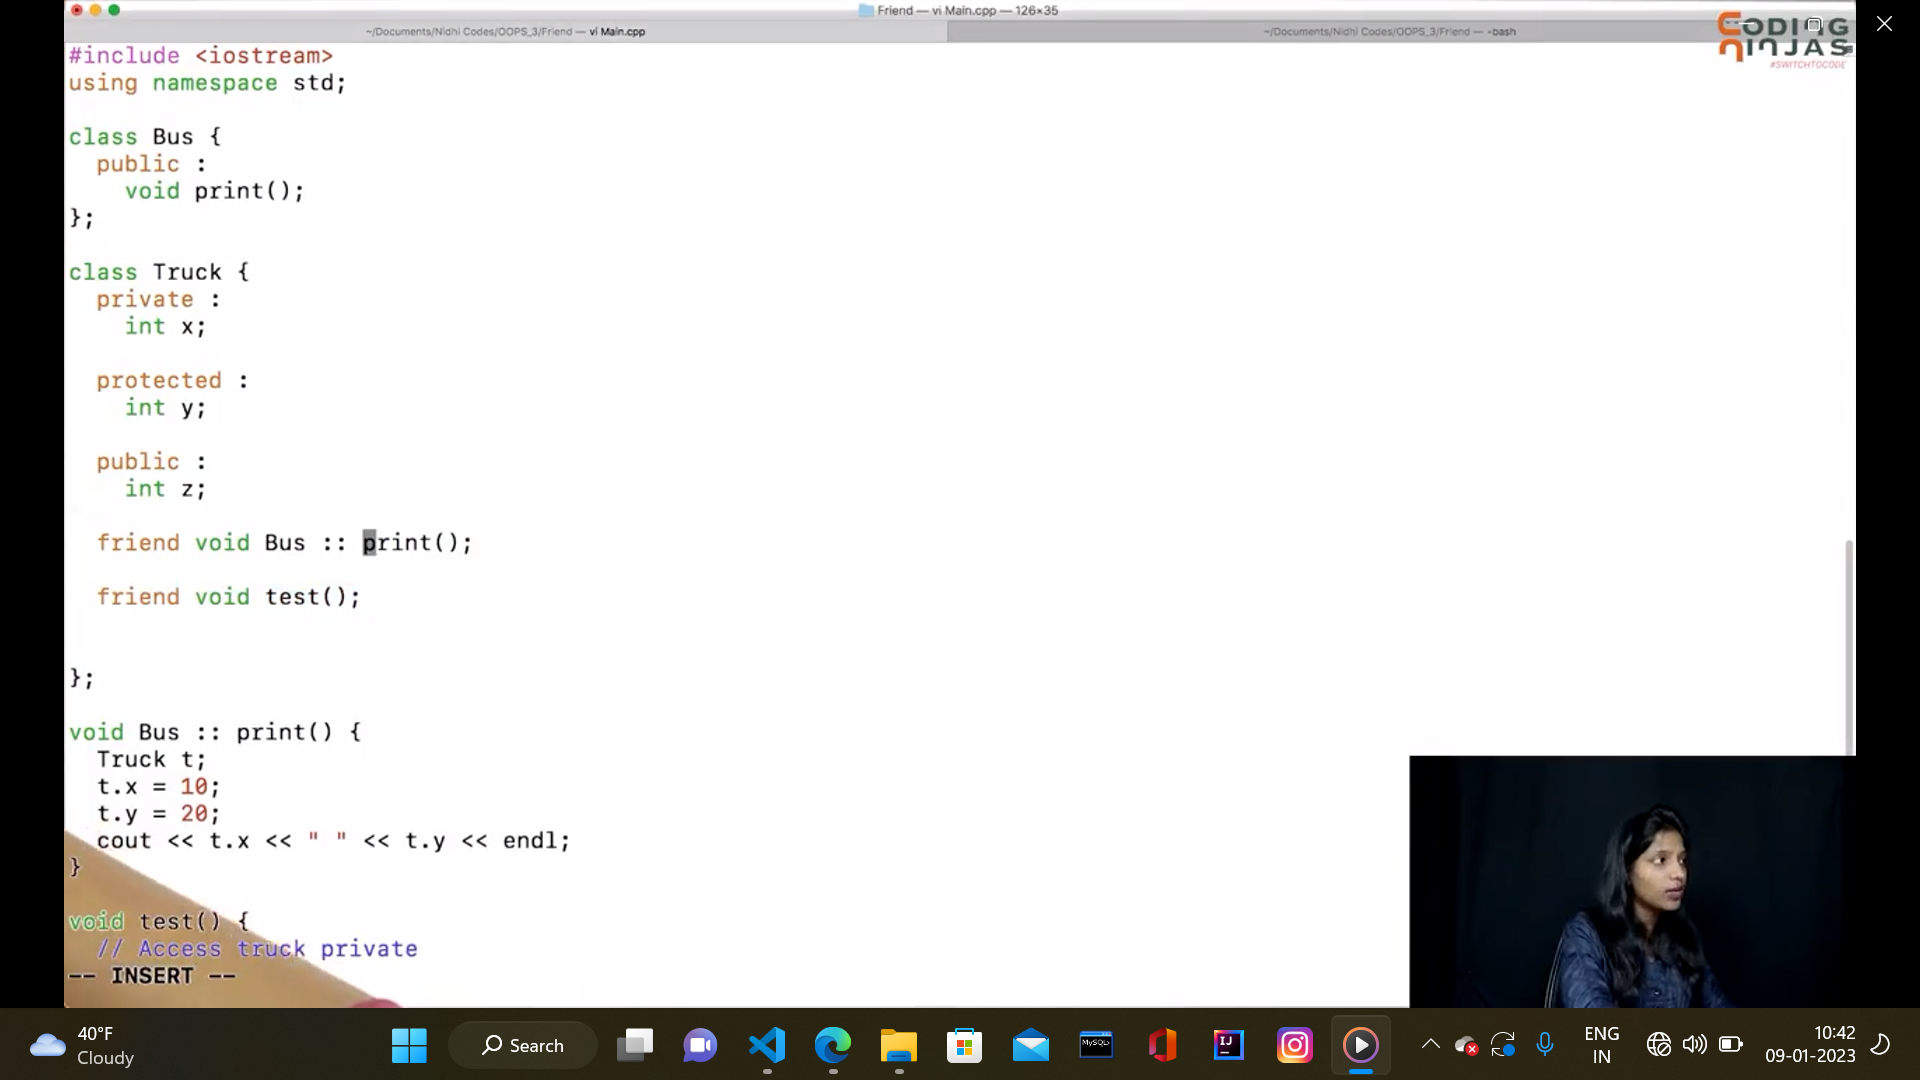 Friend — vi Main.cpp — 126×35
~/Documents/Nidhi Codes/OOPS_3/Friend — vi Main.cpp
~/Documents/Nidhi Codes/OOPS_3/Friend — -bash
CODING
NINJAS
#SWITCHTOCODE
#include <iostream>
using namespace std;
class Bus {
public :
void print();
};
class Truck {
private :
int x;
protected :
int y;
public :
int z;
friend void Bus :: print();
friend void test();
};
void Bus :: print() {
Truck t;
t.x = 10;
t.y = 20;
cout << t.x << " " << t.y << endl;
}
void test() {
// Access truck private
-- INSERT --
40°F
Cloudy
Search
MySQL
IJ
ENG
IN
10:42
09-01-2023